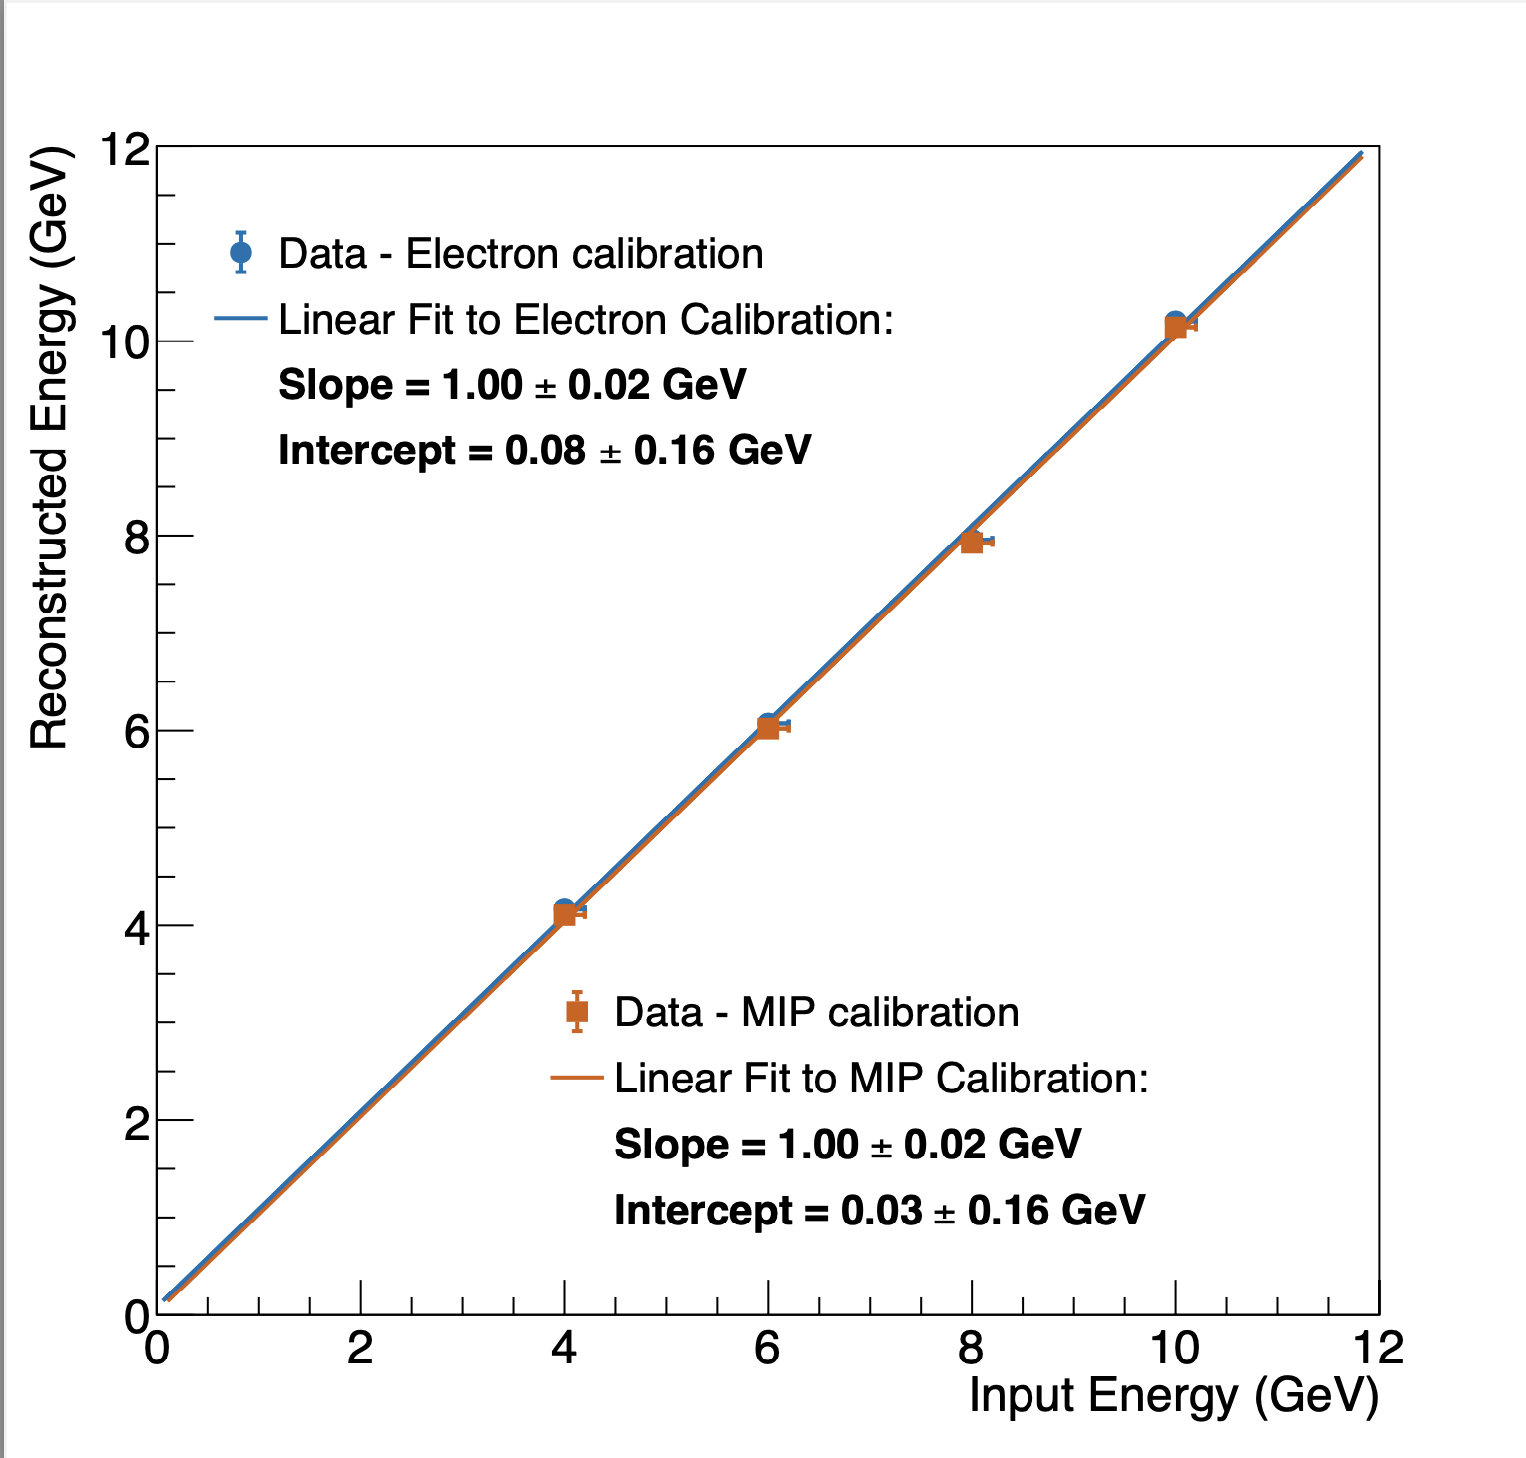 Reconstructed Energy (GeV)
12
10
8
6
4
2
0
Data - Electron calibration
Linear Fit to Electron Calibration:
Slope = 1.00 ± 0.02 GeV
Intercept = 0.08 ± 0.16 GeV
Data - MIP calibration
Linear Fit to MIP Calibration:
Slope = 1.00 ± 0.02 GeV
Intercept = 0.03 ± 0.16 GeV
0 2 4 6 8 10 12
Input Energy (GeV)